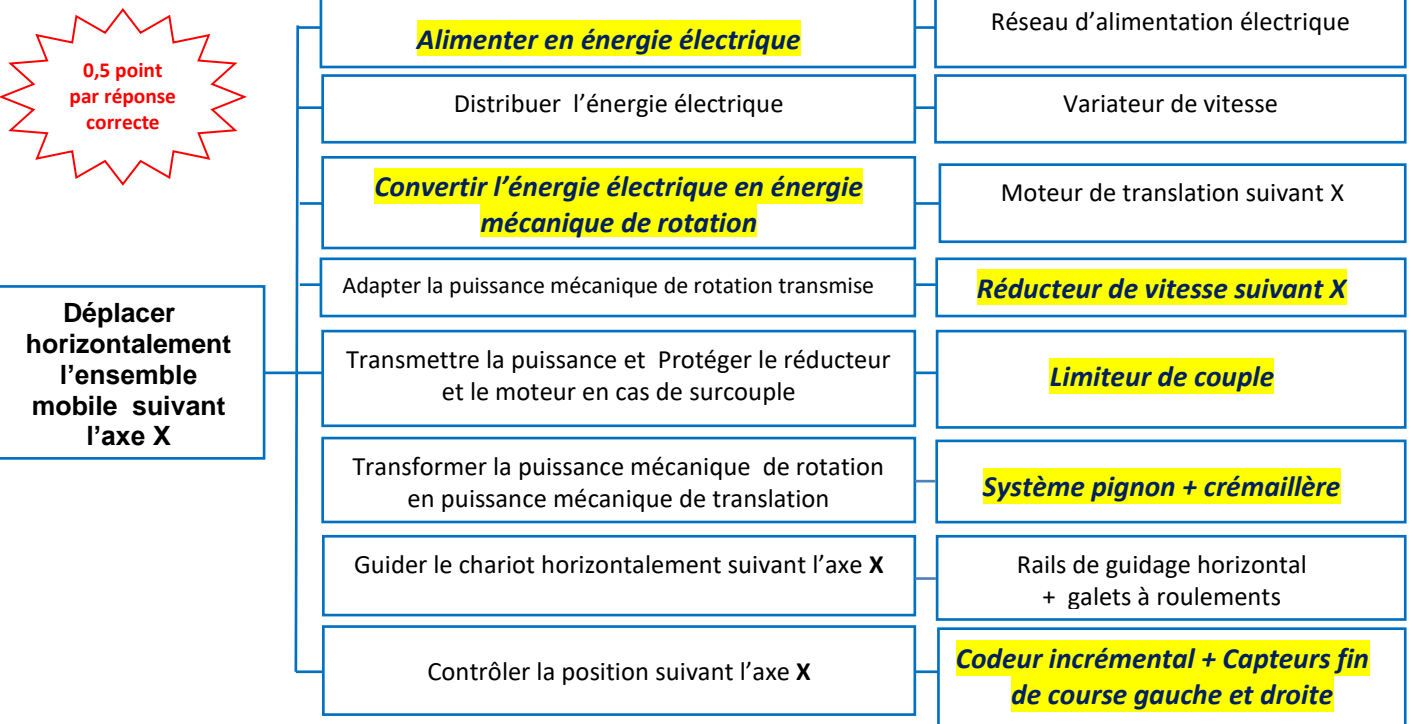 0,5 point
par réponse
correcte
Alimenter en énergie électrique
Réseau d’alimentation électrique
Distribuer l’énergie électrique
Variateur de vitesse
Convertir l’énergie électrique en énergie
mécanique de rotation
Moteur de translation suivant X
Adapter la puissance mécanique de rotation transmise
Réducteur de vitesse suivant X
Déplacer
horizontalement
l’ensemble
mobile suivant
l’axe X
Transmettre la puissance et Protéger le réducteur
et le moteur en cas de surcouple
Limiteur de couple
Transformer la puissance mécanique de rotation
en puissance mécanique de translation
Système pignon + crémaillère
Guider le chariot horizontalement suivant l’axe X
Rails de guidage horizontal
+ galets à roulements
Contrôler la position suivant l’axe X
Codeur incrémental + Capteurs fin
de course gauche et droite